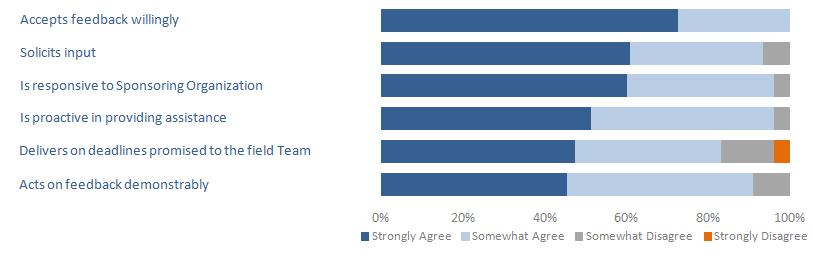 Accepts feedback willingly
Solicits input
Is responsive to Sponsoring Organization
Is proactive in providing assistance
Delivers on deadlines promised to the field Team
Acts on feedback demonstrably
0% 20% 40% 60% 80% 100%
Strongly Agree Somewhat Agree Somewhat Disagree Strongly Disagree